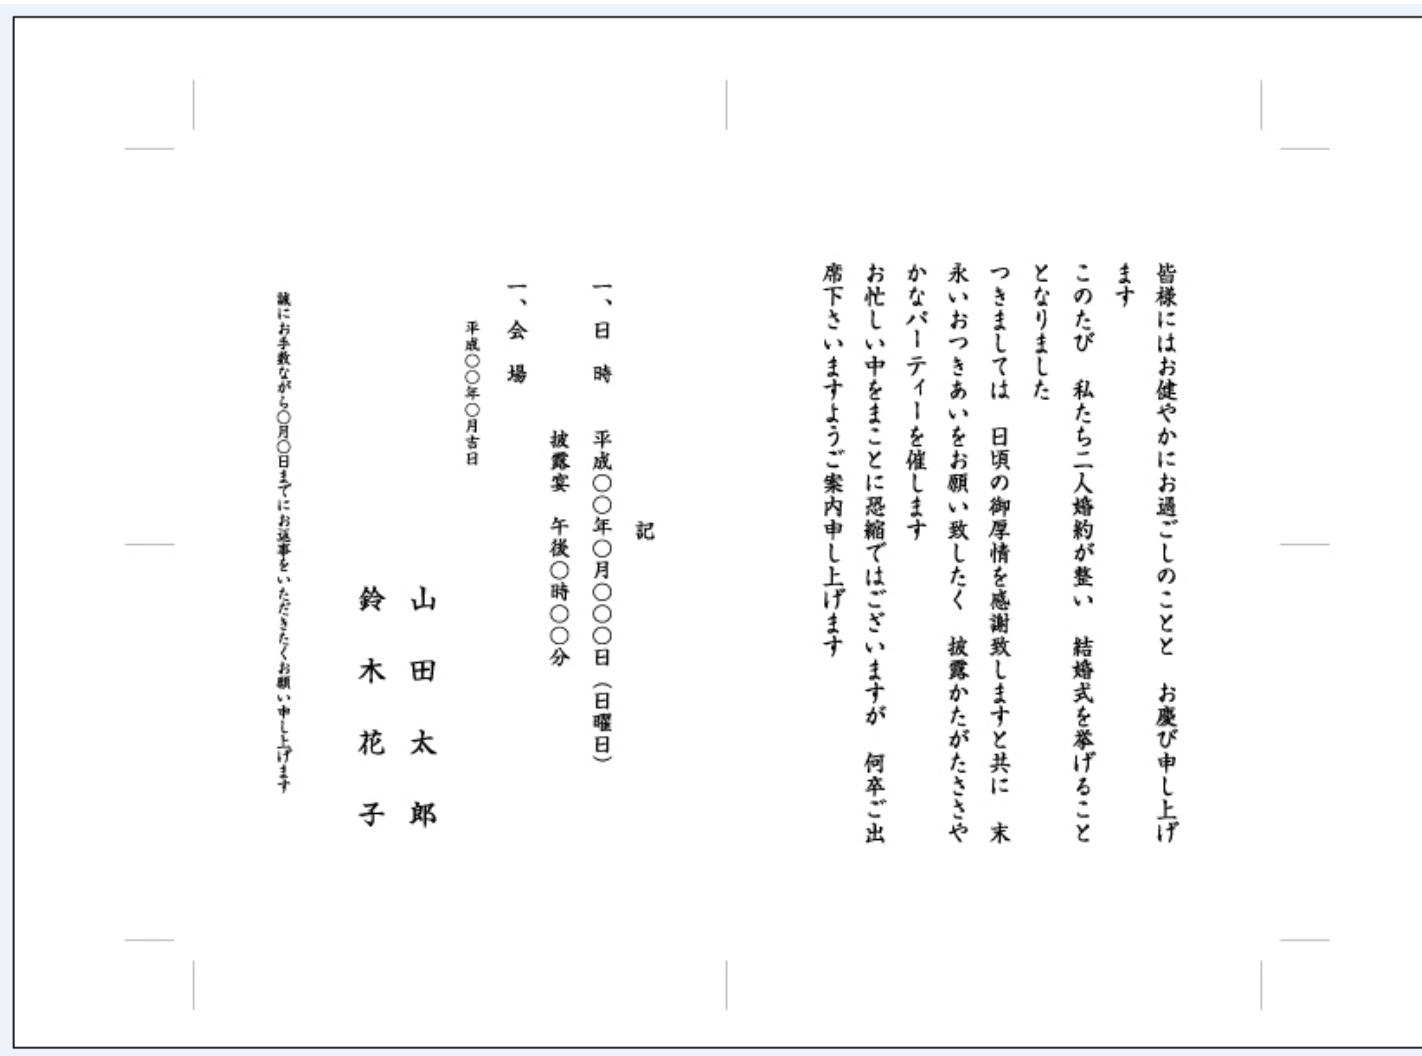 皆様にはお健やかにお過ごしのことと　お慶び申し上げ
ます
このたび　私たち二人婚約が整い　結婚式を挙げること
となりました
つきましては　日頃の御厚情を感謝致しますと共に　末
永いおつきあいをお願い致したく　披露かたがたささや
かなパーティーを催します
お忙しい中をまことに恐縮ではございますが　何卒ご出
席下さいますようご案内申し上げます
記
一、日　時　　平成〇〇年〇月〇〇〇日（日曜日）
披露宴　午後〇時〇〇分
一、会　場
平成〇〇年〇月吉日
山田太郎
鈴木花子
誠にお手数ながら〇月〇日までにお返事をいただきたくお願い申し上げます